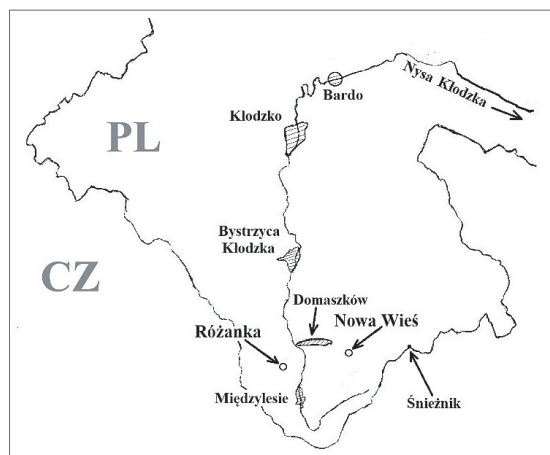 Nysa Kłodzka
Bardo
Kłodzko
PL
Bystrzyca
Kłodzka
CZ
Domaszków
Nowa Wieś
Różanka
Międzylesie
Śnieżnik